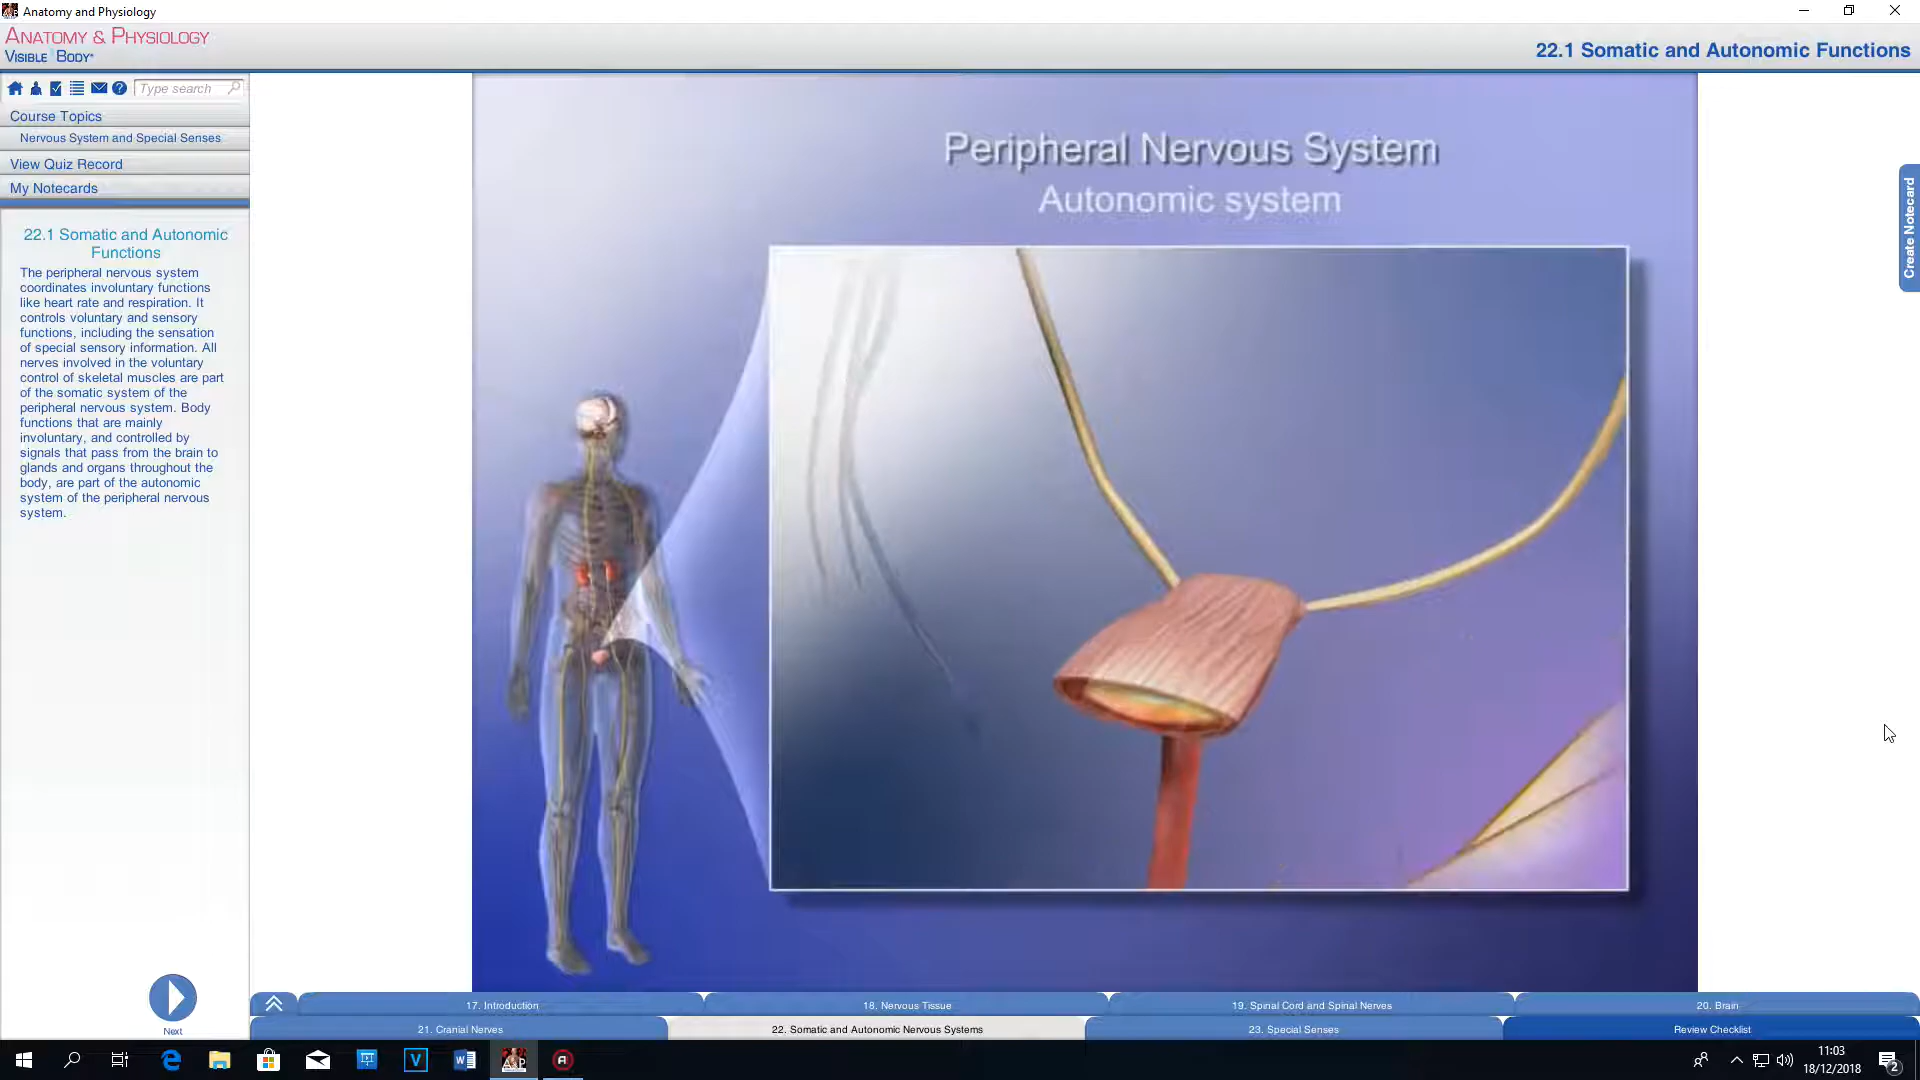 Anatomy and Physiology
ANATOMY & PHYSIOLOGY
VISIBLE BODY®
22.1 Somatic and Autonomic Functions
Type search
Course Topics
Nervous System and Special Senses
View Quiz Record
My Notecards
22.1 Somatic and Autonomic
Functions
The peripheral nervous system
coordinates involuntary functions
like heart rate and respiration. It
controls voluntary and sensory
functions, including the sensation
of special sensory information. All
nerves involved in the voluntary
control of skeletal muscles are part
of the somatic system of the
peripheral nervous system. Body
functions that are mainly
involuntary, and controlled by
signals that pass from the brain to
glands and organs throughout the
body, are part of the autonomic
system of the peripheral nervous
system.
Next
Peripheral Nervous System
Autonomic system
Create Notecard
17. Introduction
18. Nervous Tissue
19. Spinal Cord and Spinal Nerves
20. Brain
21. Cranial Nerves
22. Somatic and Autonomic Nervous Systems
23. Special Senses
Review Checklist
11:03
18/12/2018
2